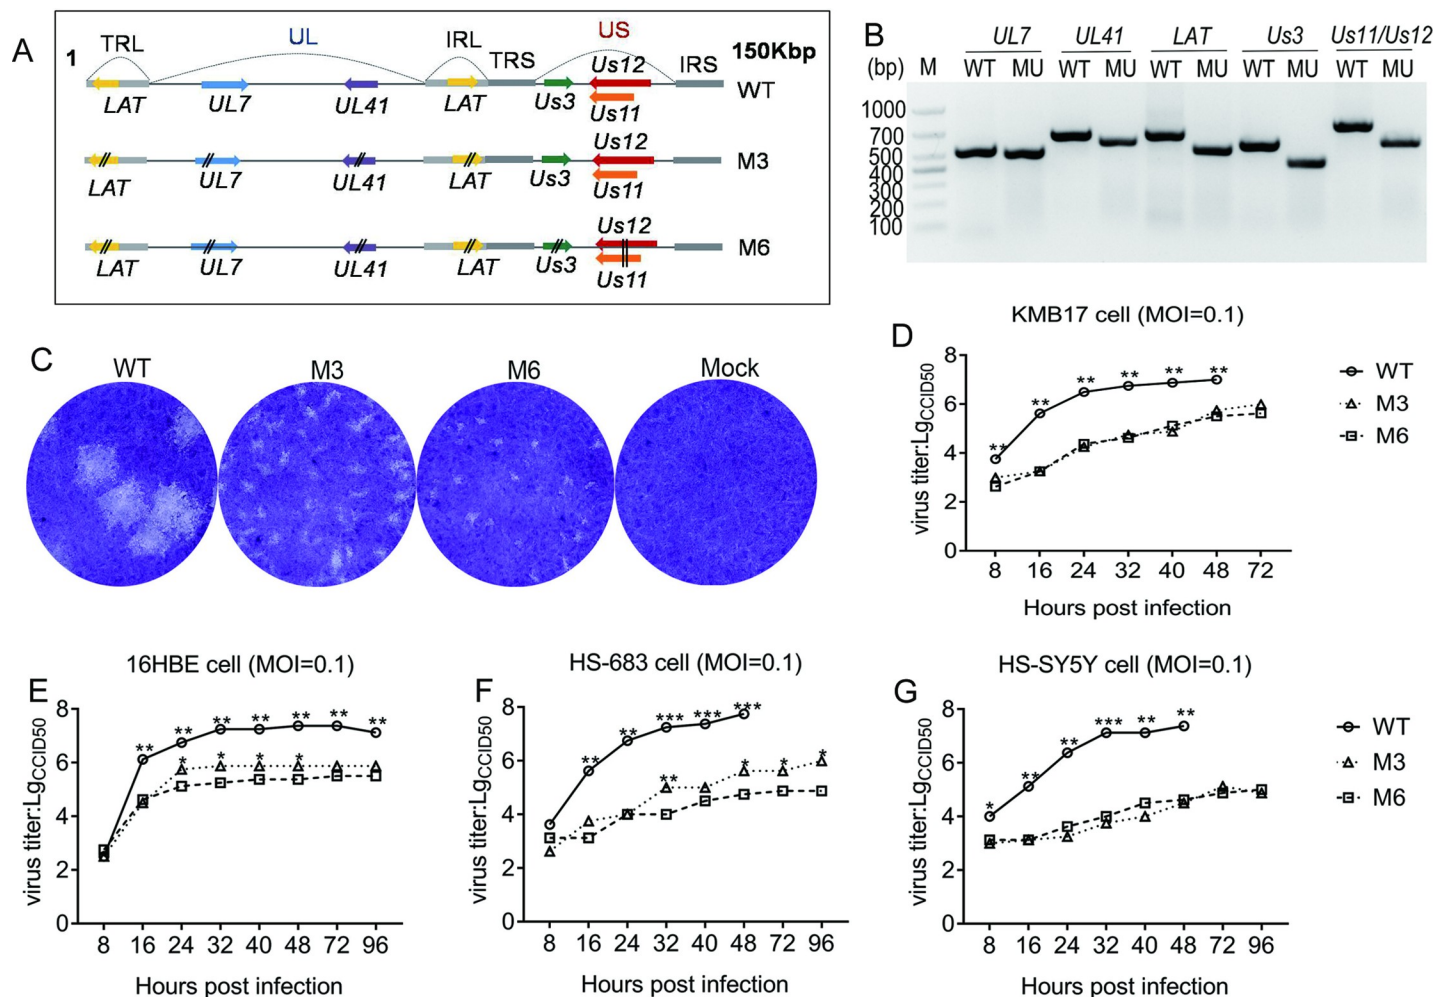 A
1
TRL
UL
IRL
US
150Kbp
TRS
Us12
IRS
LAT
UL7
UL41
LAT
Us3
Us11
WT
Us12
LAT
UL7
UL41
LAT
Us3
Us11
M3
Us12
LAT
UL7
UL41
LAT
Us3
Us11
M6
B
UL7 UL41 LAT Us3 Us11/Us12
(bp) M WT MU WT MU WT MU WT MU WT MU
1000
700
500
400
300
200
100
C
WT M3 M6 Mock
D
KMB17 cell (MOI=0.1)
virus titer:LgCCID50
8
6
4
2
0
** ** ** ** ** **
8 16 24 32 40 48 72
Hours post infection
WT
M3
M6
E
16HBE cell (MOI=0.1)
virus titer:LgCCID50
8
6
4
2
0
** ** ** ** ** ** **
* * * *
8 16 24 32 40 48 72 96
Hours post infection
F
HS-683 cell (MOI=0.1)
virus titer:LgCCID50
8
6
4
2
0
** ** *** *** ***
** * * *
8 16 24 32 40 48 72 96
Hours post infection
G
HS-SY5Y cell (MOI=0.1)
virus titer:LgCCID50
8
6
4
2
0
* ** ** *** ** **
8 16 24 32 40 48 72 96
Hours post infection
WT
M3
M6